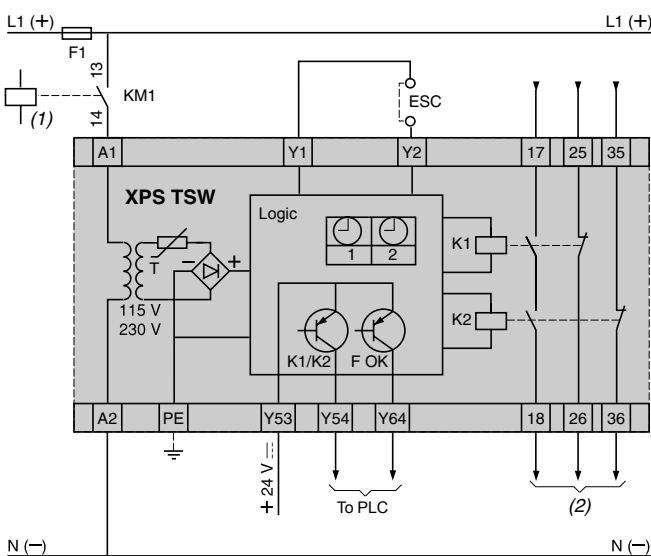 L1 (+)
L1 (+)
F1
13
KM1
14
(1)
ESC
A1
Y1
Y2
17
25
35
XPS TSW
Logic
1
2
K1
T
–
+
K2
115 V
230 V
K1/K2
F OK
A2
PE
Y53
Y54
Y64
18
26
36
+ 24 V
To PLC
(2)
N (–)
N (–)